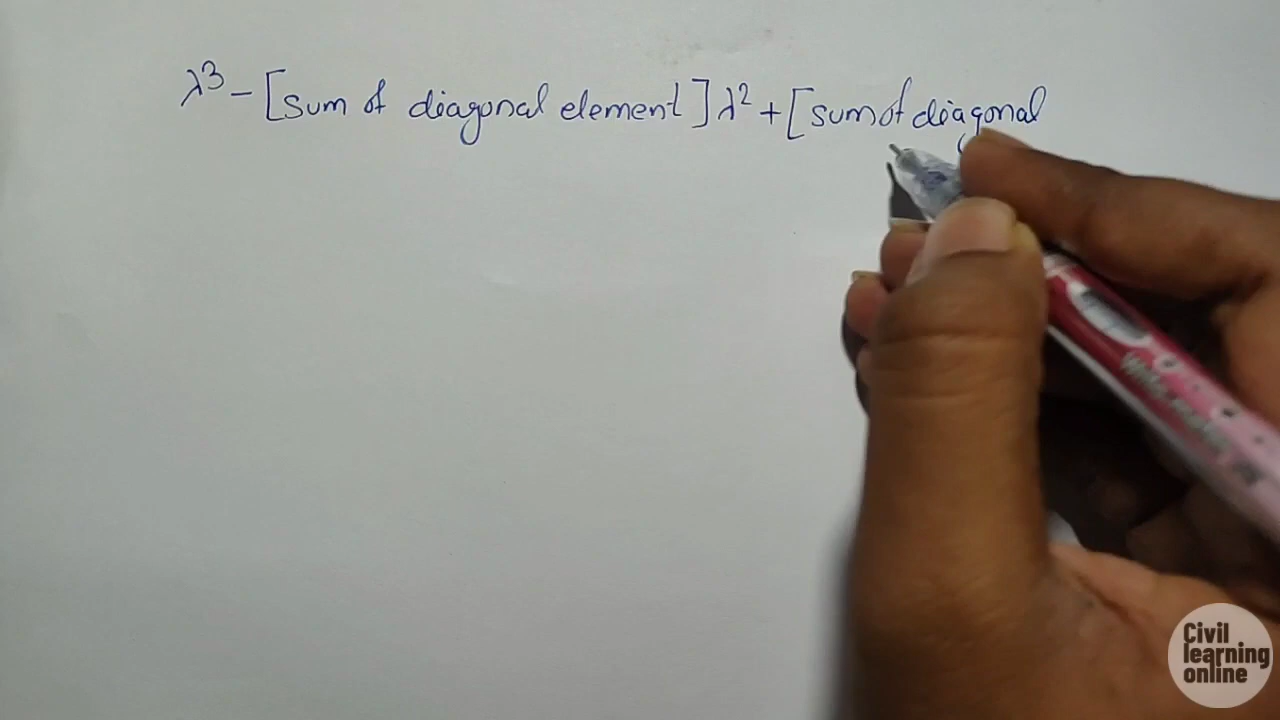 λ³ - [sum of diagonal element] λ² + [sum of diagonal
Civil
learning
online